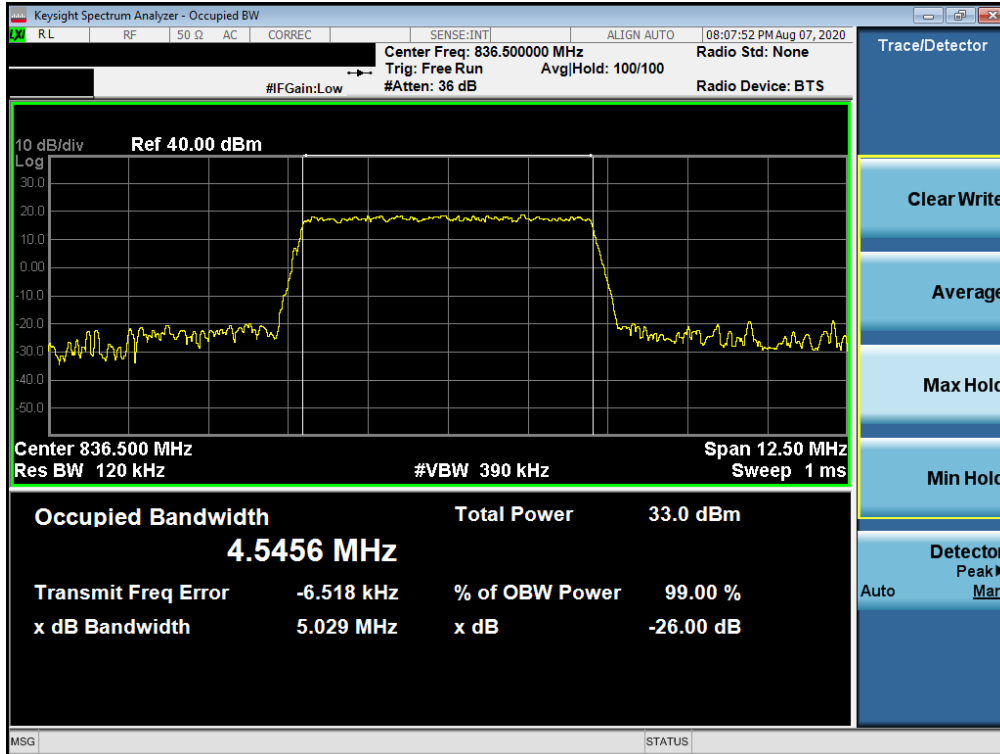 Keysight Spectrum Analyzer - Occupied BW
LXI RL RF 50 Ω AC CORREC SENSE:INT ALIGN AUTO 08:07:52 PM Aug 07, 2020
Center Freq: 836.500000 MHz Radio Std: None
Trig: Free Run Avg|Hold: 100/100
#IFGain:Low #Atten: 36 dB Radio Device: BTS
10 dB/div Ref 40.00 dBm
Log
30.0
20.0
10.0
0.00
-10.0
-20.0
-30.0
-40.0
-50.0
Center 836.500 MHz Span 12.50 MHz
Res BW 120 kHz #VBW 390 kHz Sweep 1 ms
Occupied Bandwidth Total Power 33.0 dBm
4.5456 MHz
Transmit Freq Error -6.518 kHz % of OBW Power 99.00 %
x dB Bandwidth 5.029 MHz x dB -26.00 dB
MSG STATUS
Trace/Detector
Clear Write
Average
Max Hold
Min Hold
Detector
Peak
Auto Man